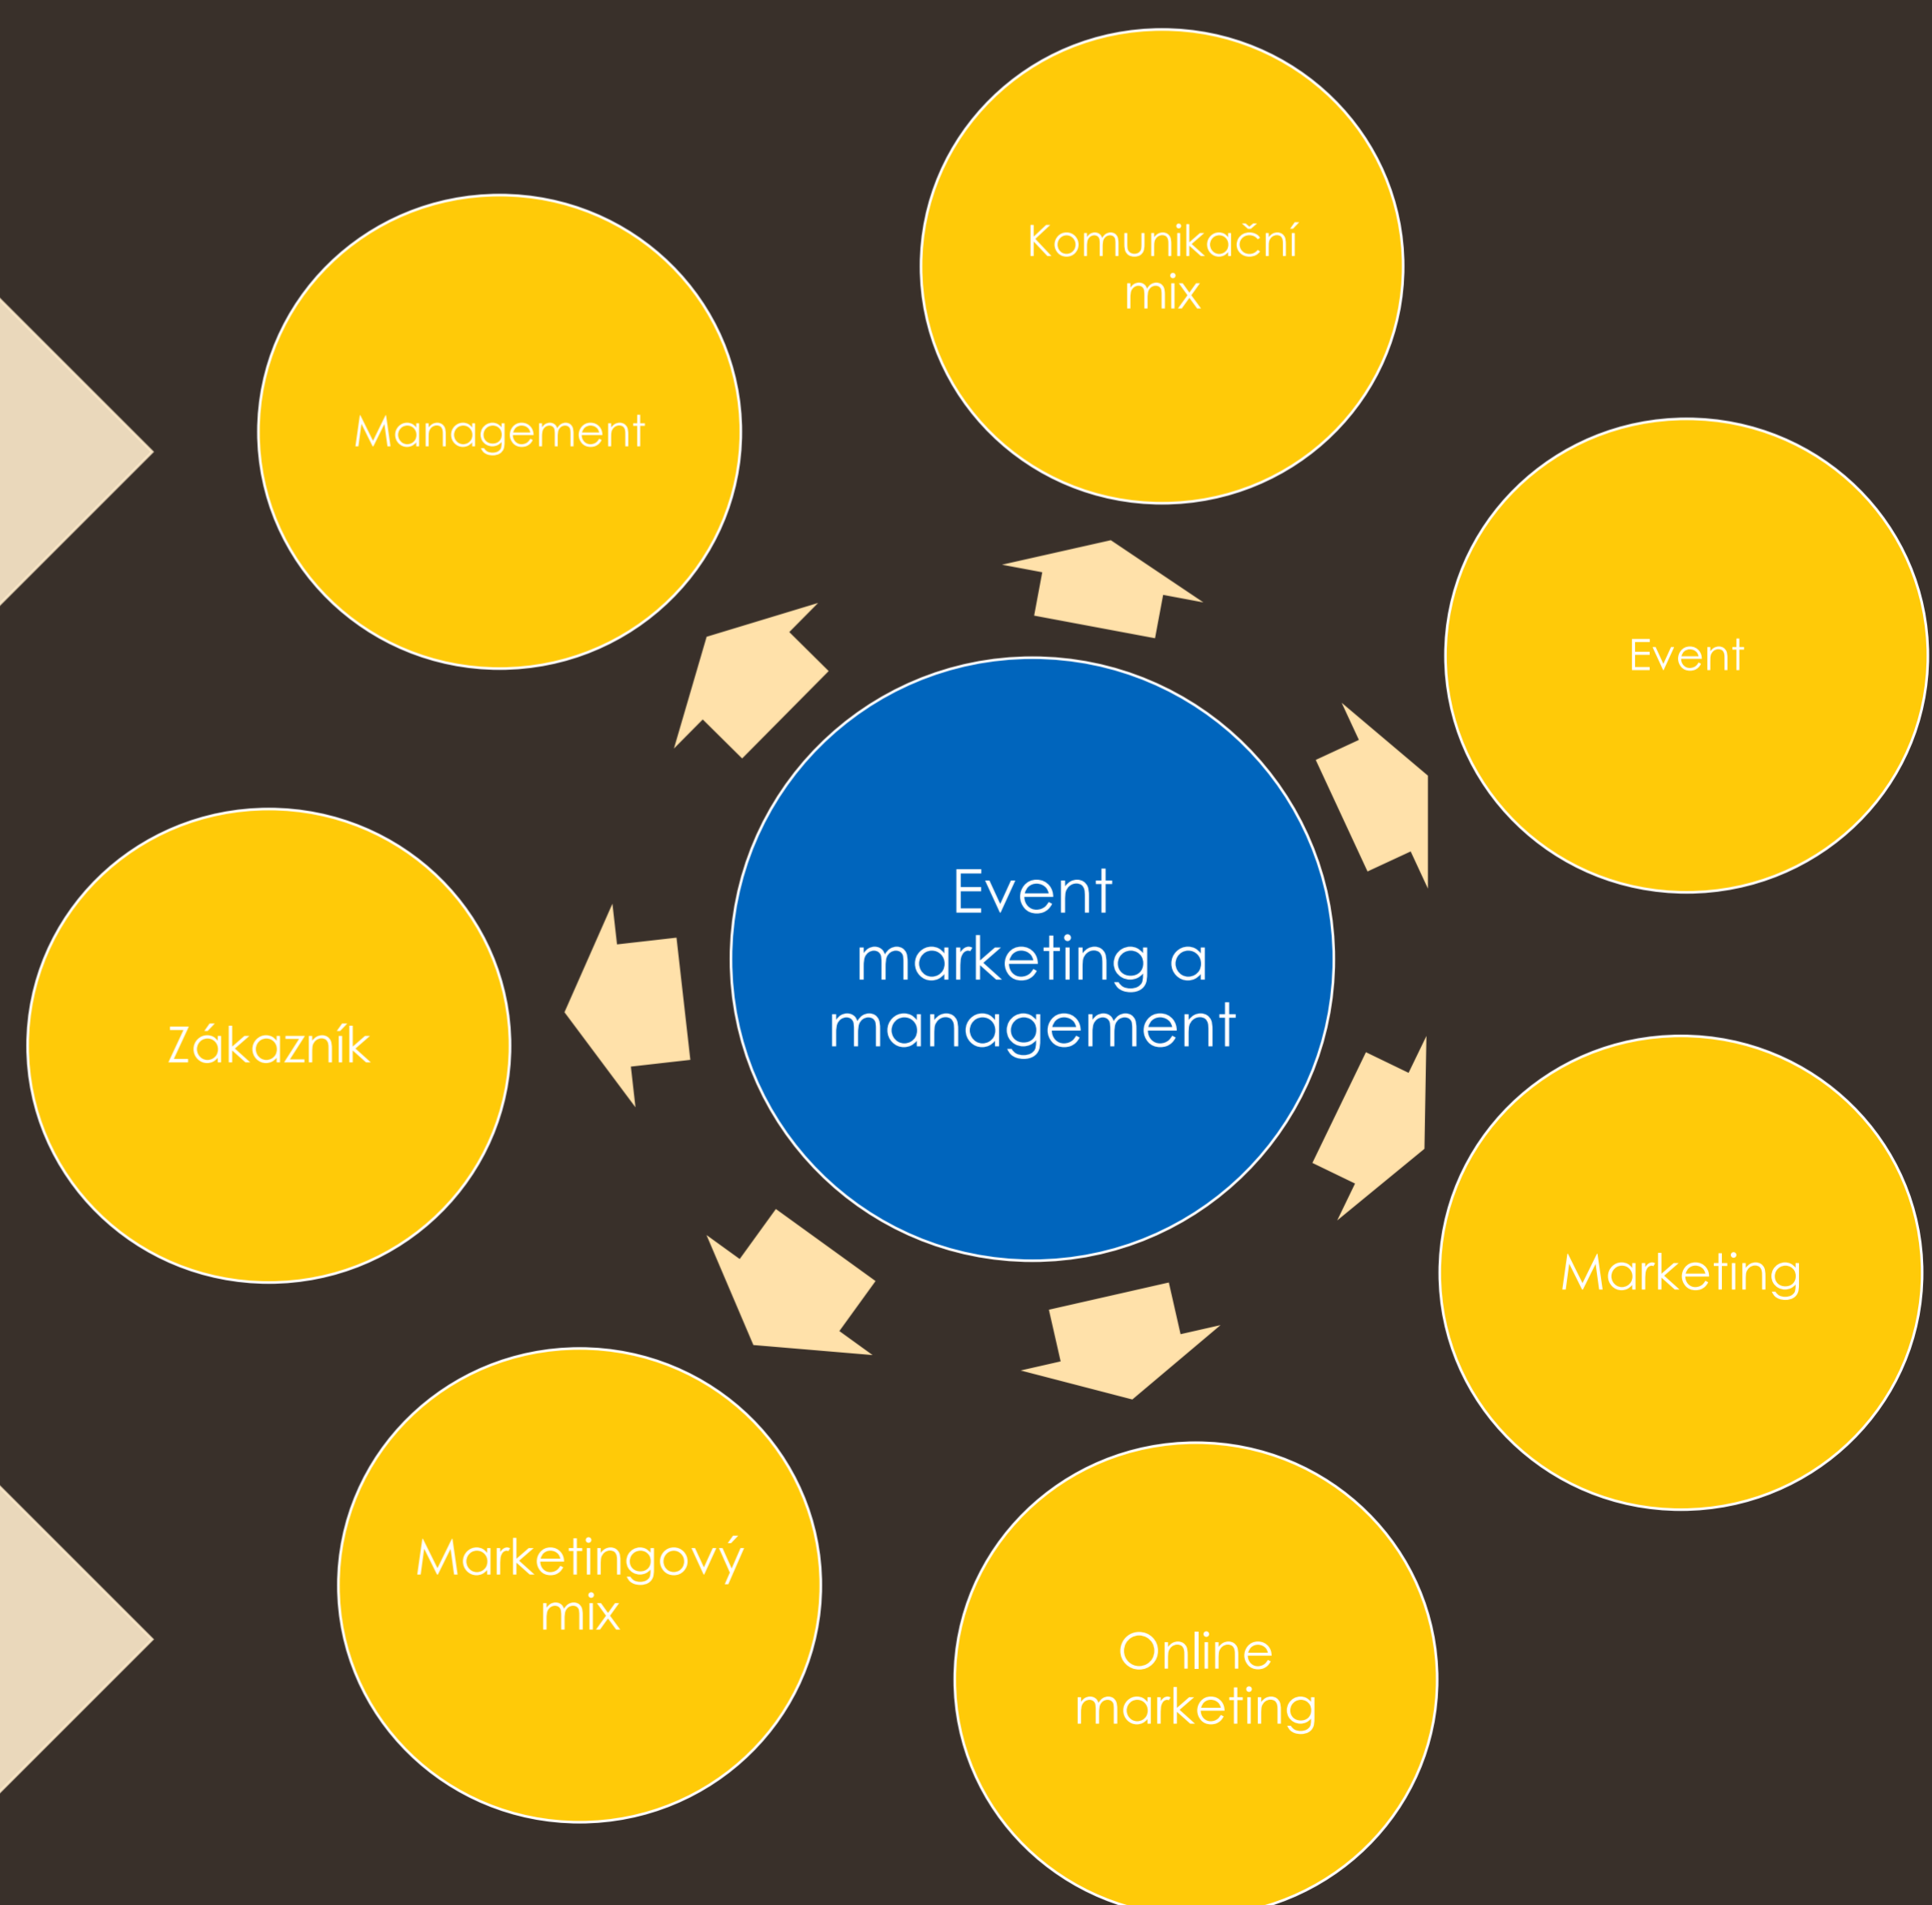 Komunikační
mix
Management
Event
Event
marketing a
management
Zákazník
Marketing
Marketingový
mix
Online
marketing